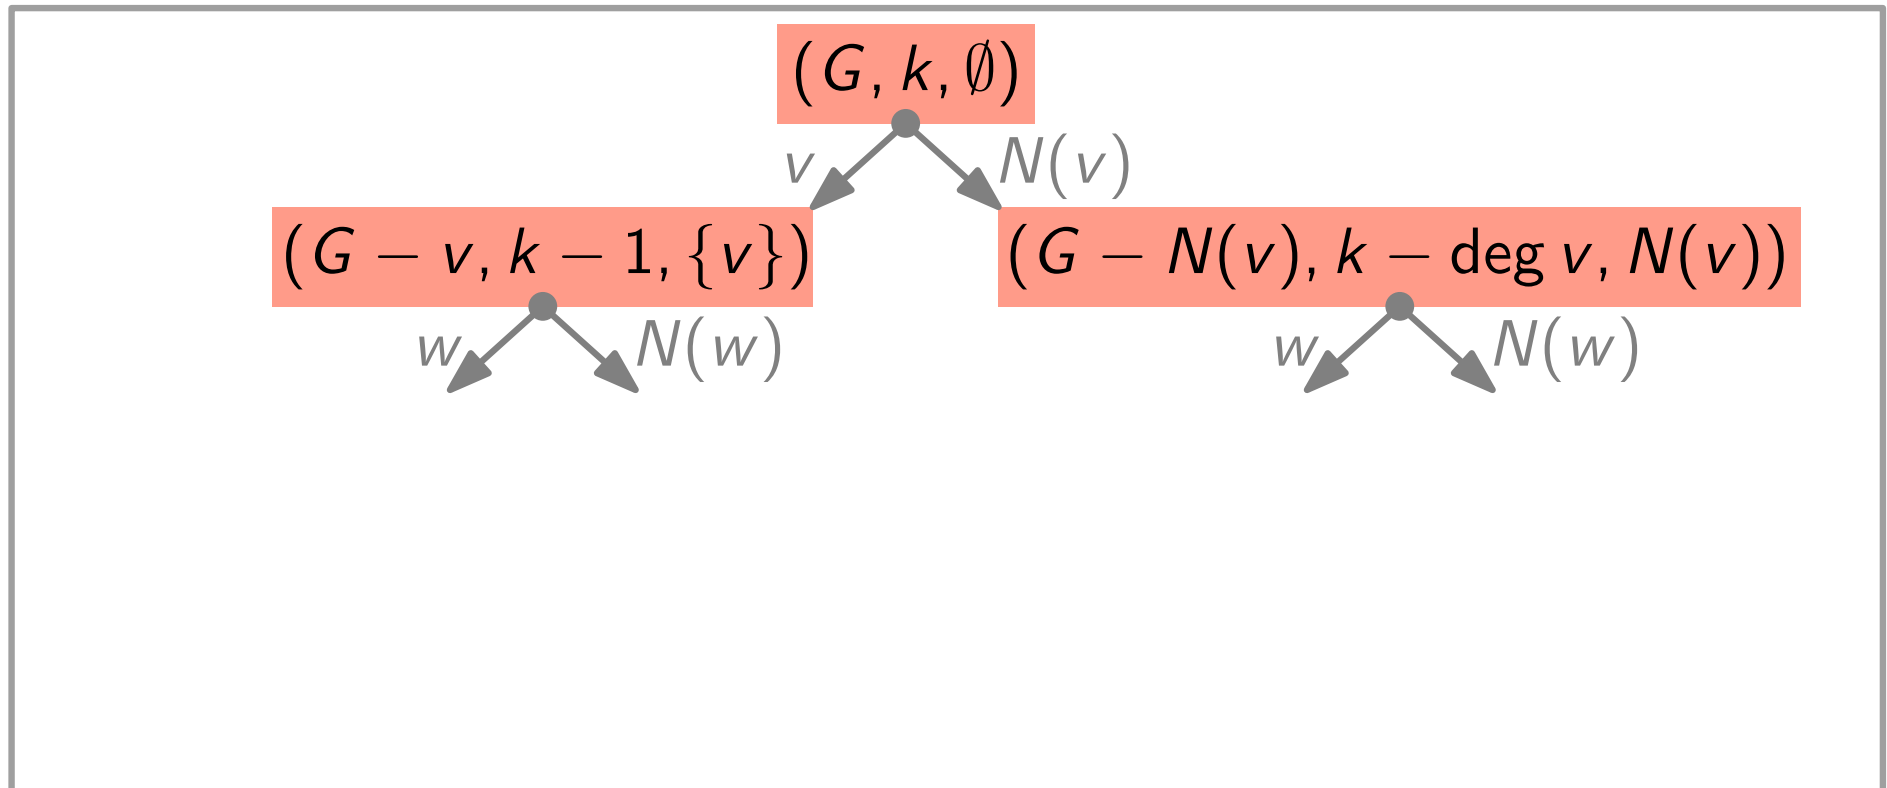 (G, k, ∅)
v N(v)
(G − v, k − 1, {v}) (G − N(v), k − deg v, N(v))
w N(w) w N(w)